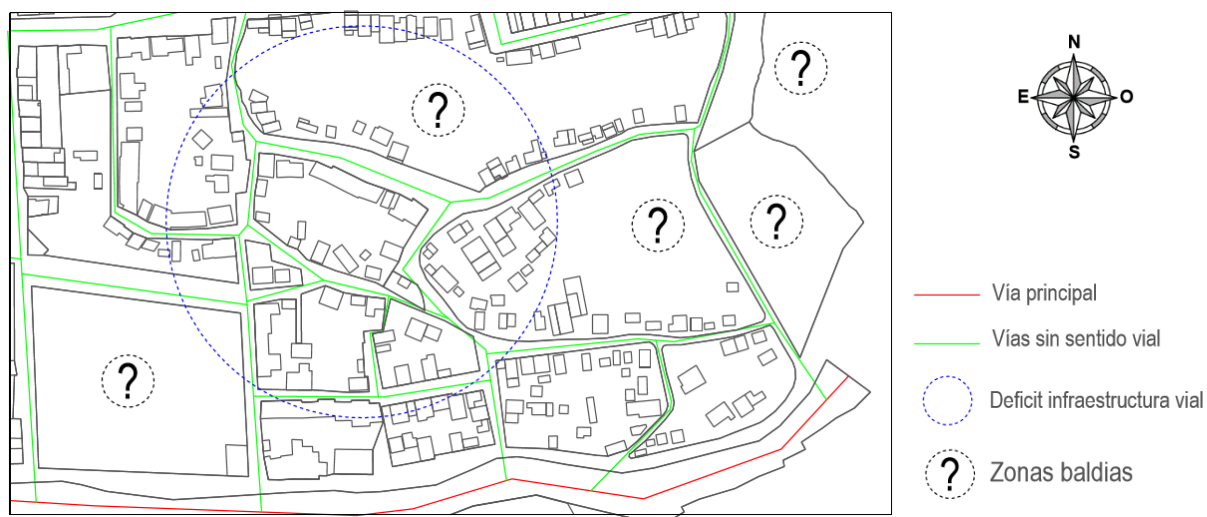 ?
?
?
?
?
N
E
O
S
Vía principal
Vías sin sentido vial
Deficit infraestructura vial
? Zonas baldias